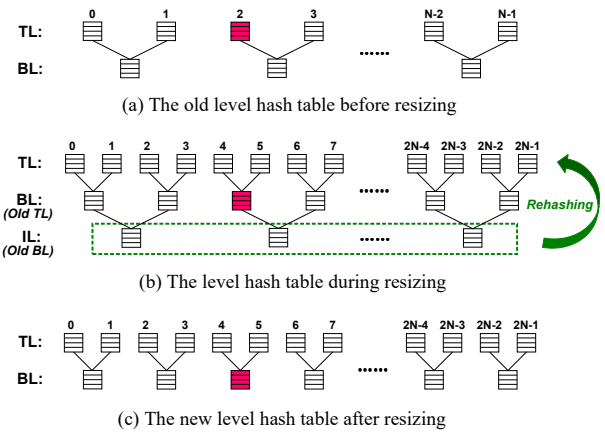 0 1 2 3 N-2 N-1
TL:
......
BL:
(a) The old level hash table before resizing
0 1 2 3 4 5 6 7 2N-4 2N-3 2N-2 2N-1
TL:
......
BL:
(Old TL)
Rehashing
IL:
(Old BL)
......
(b) The level hash table during resizing
0 1 2 3 4 5 6 7 2N-4 2N-3 2N-2 2N-1
TL:
......
BL:
(c) The new level hash table after resizing